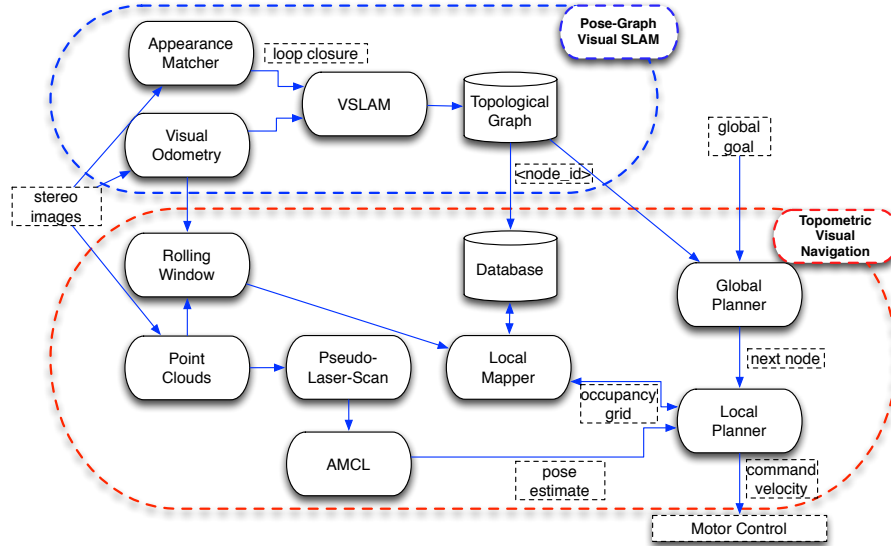 Pose-Graph
Visual SLAM
Appearance
Matcher
loop closure
VSLAM
Topological
Graph
Visual
Odometry
global
goal
<node_id>
stereo
images
Topometric
Visual
Navigation
Rolling
Window
Database
Global
Planner
Point
Clouds
Pseudo-
Laser-Scan
Local
Mapper
next node
occupancy
grid
Local
Planner
AMCL
pose
estimate
command
velocity
Motor Control